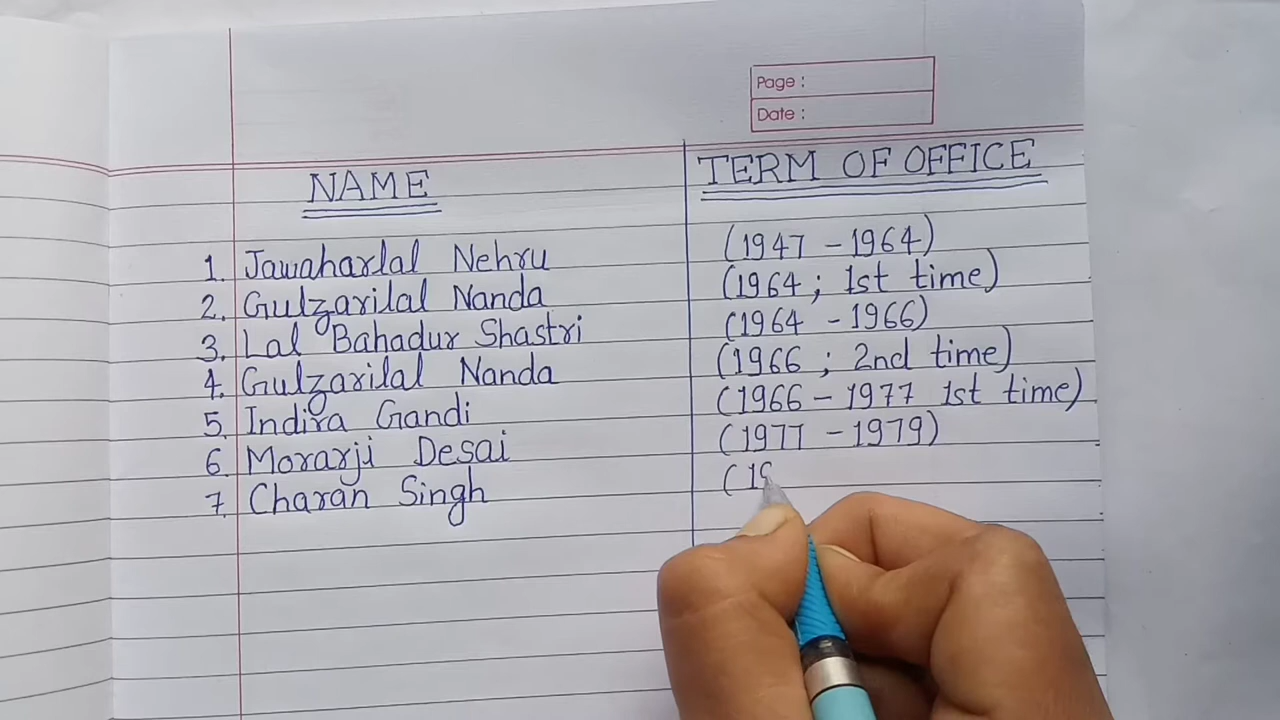 Page :
Date :
NAME TERM OF OFFICE
1. Jawaharlal Nehru (1947 - 1964)
2. Gulzarilal Nanda (1964 ; 1st time)
3. Lal Bahadur Shastri (1964 - 1966)
4. Gulzarilal Nanda (1966 ; 2nd time)
5. Indira Gandi (1966 - 1977 1st time)
6. Morarji Desai (1977 - 1979)
7. Charan Singh (19